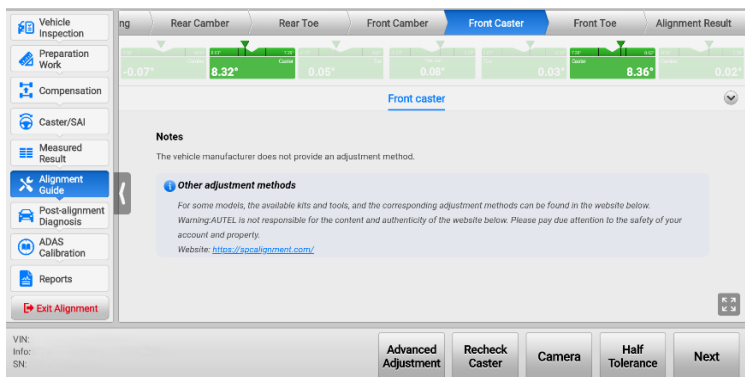 Vehicle
Inspection
Preparation
Work
Compensation
Caster/SAI
Measured
Result
Alignment
Guide
Post-alignment
Diagnosis
ADAS
Calibration
Reports
Exit Alignment
ng
Rear Camber
Rear Toe
Front Camber
Front Caster
Front Toe
Alignment Result
-0.07°
Caster
8.32°
0.05°
0.08°
0.03°
Caster
8.36°
0.02°
Front caster
Notes
The vehicle manufacturer does not provide an adjustment method.
Other adjustment methods
For some models, the available kits and tools, and the corresponding adjustment methods can be found in the website below.
Warning:AUTEL is not responsible for the content and authenticity of the website below. Please pay due attention to the safety of your
account and property.
Website: https://spcalignment.com/
VIN:
Info:
SN:
Advanced
Adjustment
Recheck
Caster
Camera
Half
Tolerance
Next